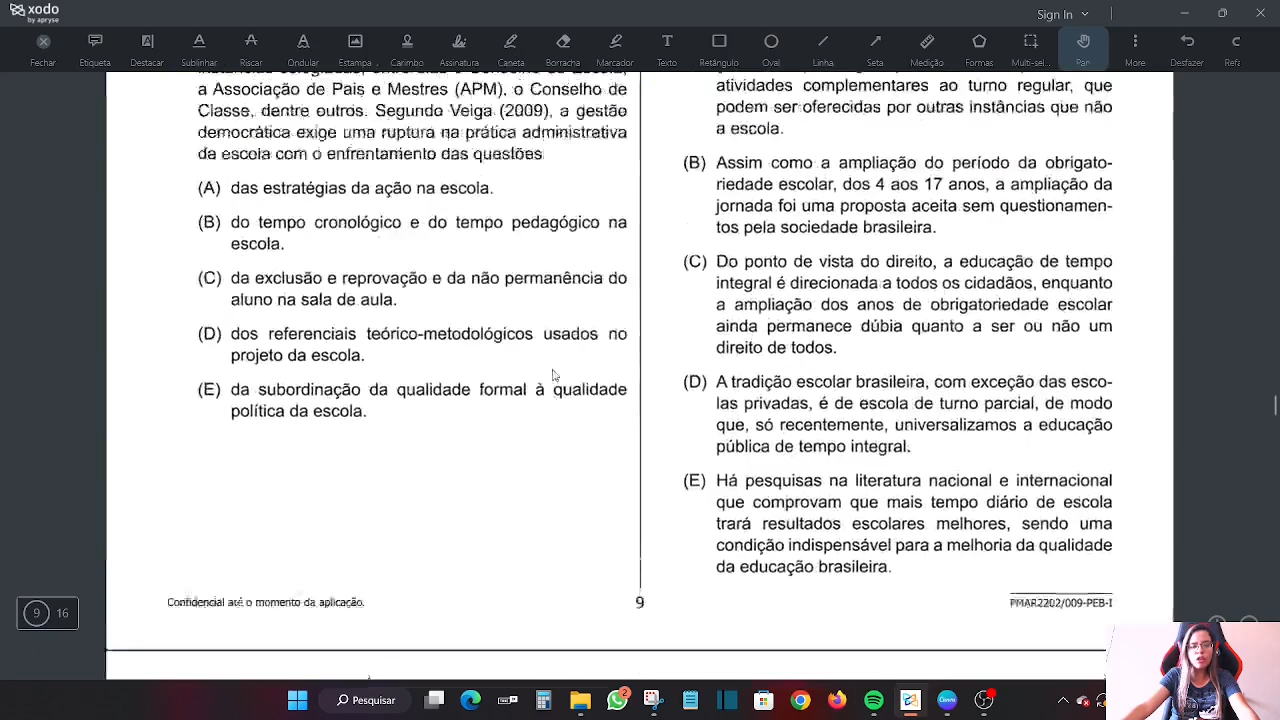 xodo
by apryse
Sign In
Fechar
Etiqueta
Destacar
Sublinhar
Riscado
Ondulado
Estampa
Carimbo
Assinatura
Desenho
Borracha
Marcador
Texto
Retângulo
Oval
Linha
Seta
Medição
Polígono
Multi-sel...
Pan
Mais
Desfazer
Refa
a Associação de Pais e Mestres (APM), o Conselho de
Classe, dentre outros. Segundo Veiga (2009), a gestão
democrática exige uma ruptura na prática administrativa
da escola com o enfrentamento das questões
(A) das estratégias da ação na escola.
(B) do tempo cronológico e do tempo pedagógico na
escola.
(C) da exclusão e reprovação e da não permanência do
aluno na sala de aula.
(D) dos referenciais teórico-metodológicos usados no
projeto da escola.
(E) da subordinação da qualidade formal à qualidade
política da escola.
atividades complementares ao turno regular, que
podem ser oferecidas por outras instâncias que não
a escola.
(B) Assim como a ampliação do período da obrigato-
riedade escolar, dos 4 aos 17 anos, a ampliação da
jornada foi uma proposta aceita sem questionamen-
tos pela sociedade brasileira.
(C) Do ponto de vista do direito, a educação de tempo
integral é direcionada a todos os cidadãos, enquanto
a ampliação dos anos de obrigatoriedade escolar
ainda permanece dúbia quanto a ser ou não um
direito de todos.
(D) A tradição escolar brasileira, com exceção das esco-
las privadas, é de escola de turno parcial, de modo
que, só recentemente, universalizamos a educação
pública de tempo integral.
(E) Há pesquisas na literatura nacional e internacional
que comprovam que mais tempo diário de escola
trará resultados escolares melhores, sendo uma
condição indispensável para a melhoria da qualidade
da educação brasileira.
Confidencial até o momento da aplicação.
9
PMAR2202/009-PEB-I
9 16
Pesquisar
2